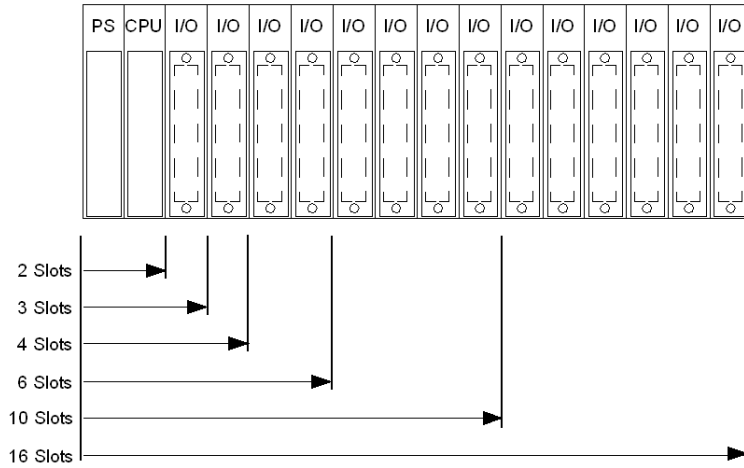 PS CPU I/O I/O I/O I/O I/O I/O I/O I/O I/O I/O I/O I/O I/O I/O
2 Slots
3 Slots
4 Slots
6 Slots
10 Slots
16 Slots